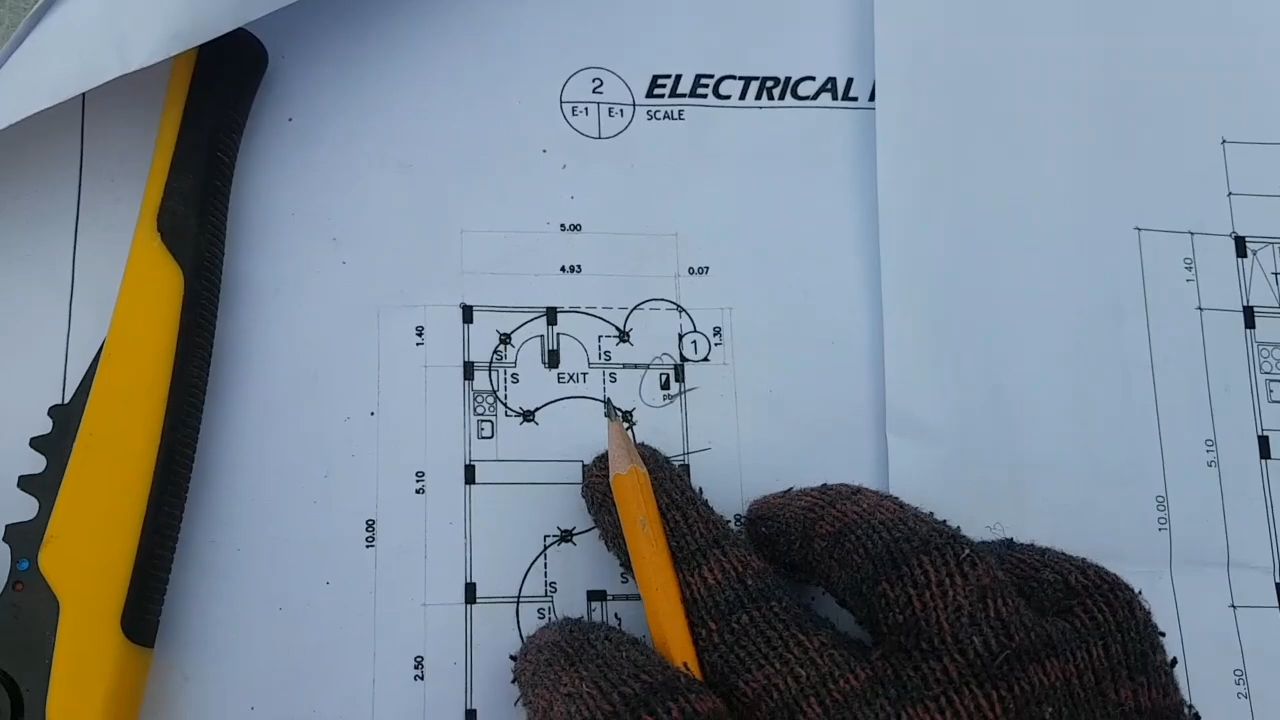 2
E-1 E-1
ELECTRICAL
SCALE
5.00
4.93 0.07
1.40
1.30
1
S
S
S
EXIT
S
5.10
10.00
S
S
S
2.50
1.40
5.10
10.00
2.50